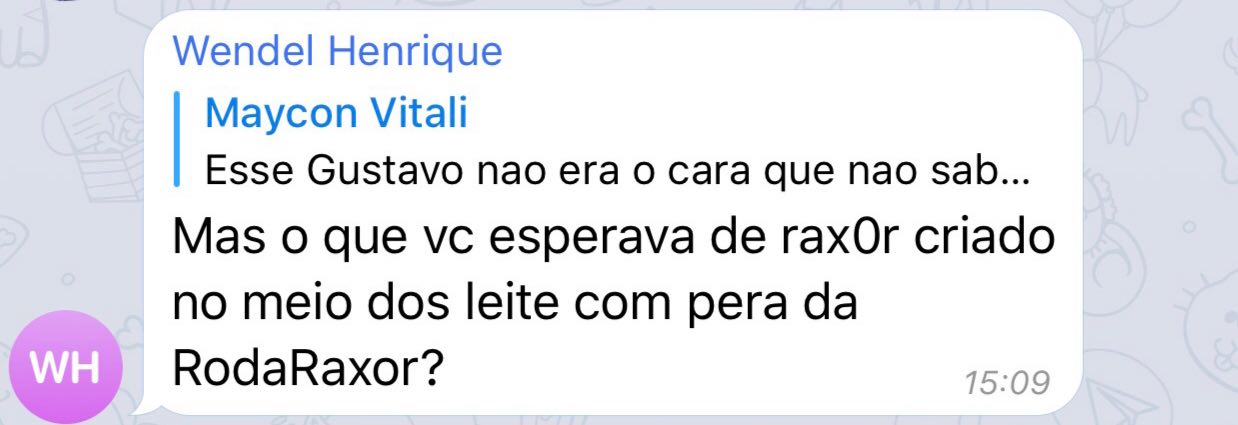 Wendel Henrique
Maycon Vitali
Esse Gustavo nao era o cara que nao sab...
Mas o que vc esperava de rax0r criado
no meio dos leite com pera da
RodaRaxor?
WH
15:09